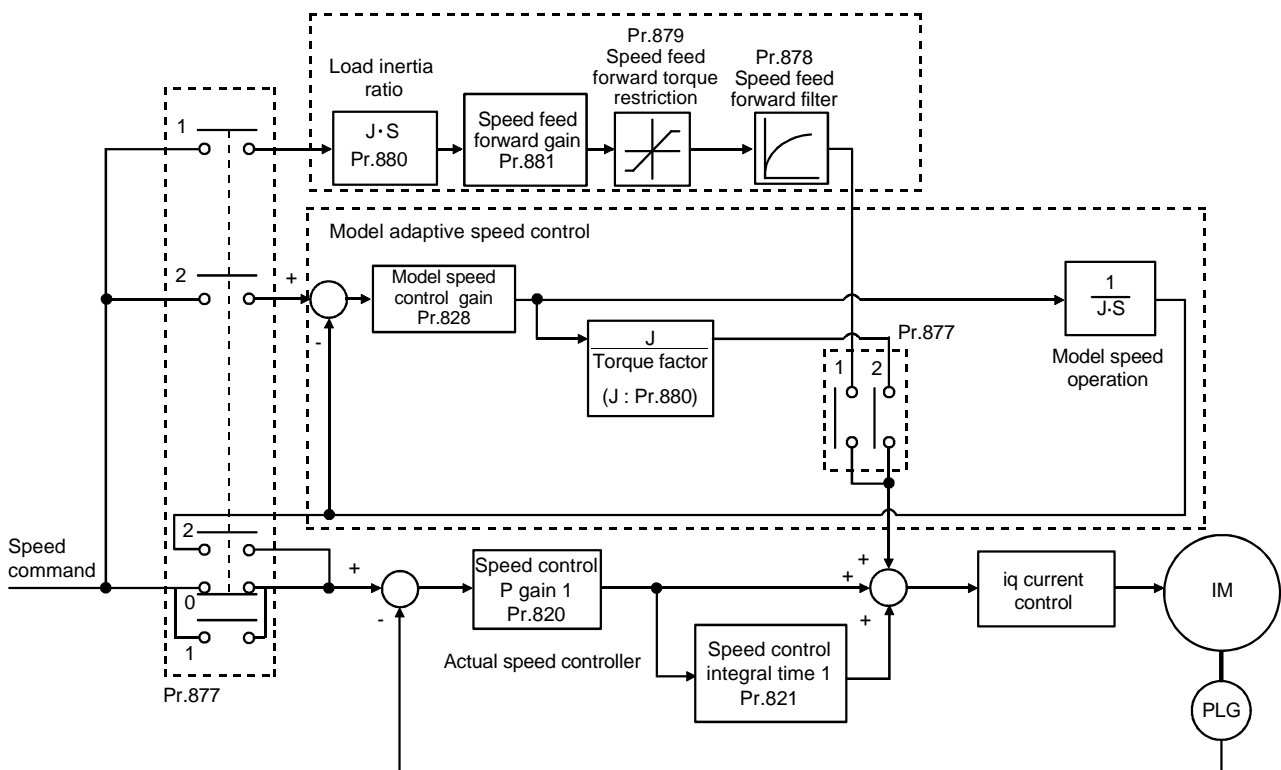 Pr.879
Speed feed
forward torque
restriction
Pr.878
Speed feed
forward filter
Load inertia
ratio
1
J·S
Pr.880
Speed feed
forward gain
Pr.881
Model adaptive speed control
2
+
-
Model speed
control gain
Pr.828
J
Torque factor
(J : Pr.880)
Pr.877
1 2
1
J·S
Model speed
operation
Speed
command
2
0
1
Pr.877
+
-
Speed control
P gain 1
Pr.820
Actual speed controller
Speed control
integral time 1
Pr.821
+
+
+
iq current
control
IM
PLG